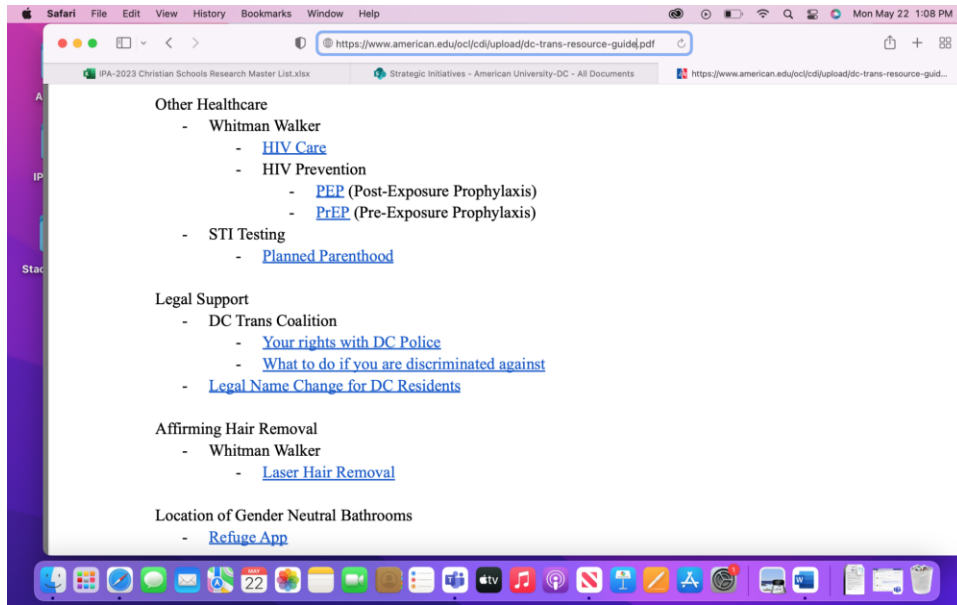 Safari File Edit View History Bookmarks Window Help Mon May 22 1:08 PM
https://www.american.edu/ocl/cdi/upload/dc-trans-resource-guide.pdf
IPA-2023 Christian Schools Research Master List.xlsx Strategic Initiatives - American University-DC - All Documents https://www.american.edu/ocl/cdi/upload/dc-trans-resource-guid...
Other Healthcare
- Whitman Walker
- HIV Care
- HIV Prevention
- PEP (Post-Exposure Prophylaxis)
- PrEP (Pre-Exposure Prophylaxis)
- STI Testing
- Planned Parenthood
Legal Support
- DC Trans Coalition
- Your rights with DC Police
- What to do if you are discriminated against
- Legal Name Change for DC Residents
Affirming Hair Removal
- Whitman Walker
- Laser Hair Removal
Location of Gender Neutral Bathrooms
- Refuge App
A
IP
Stac
MAY
22
tv